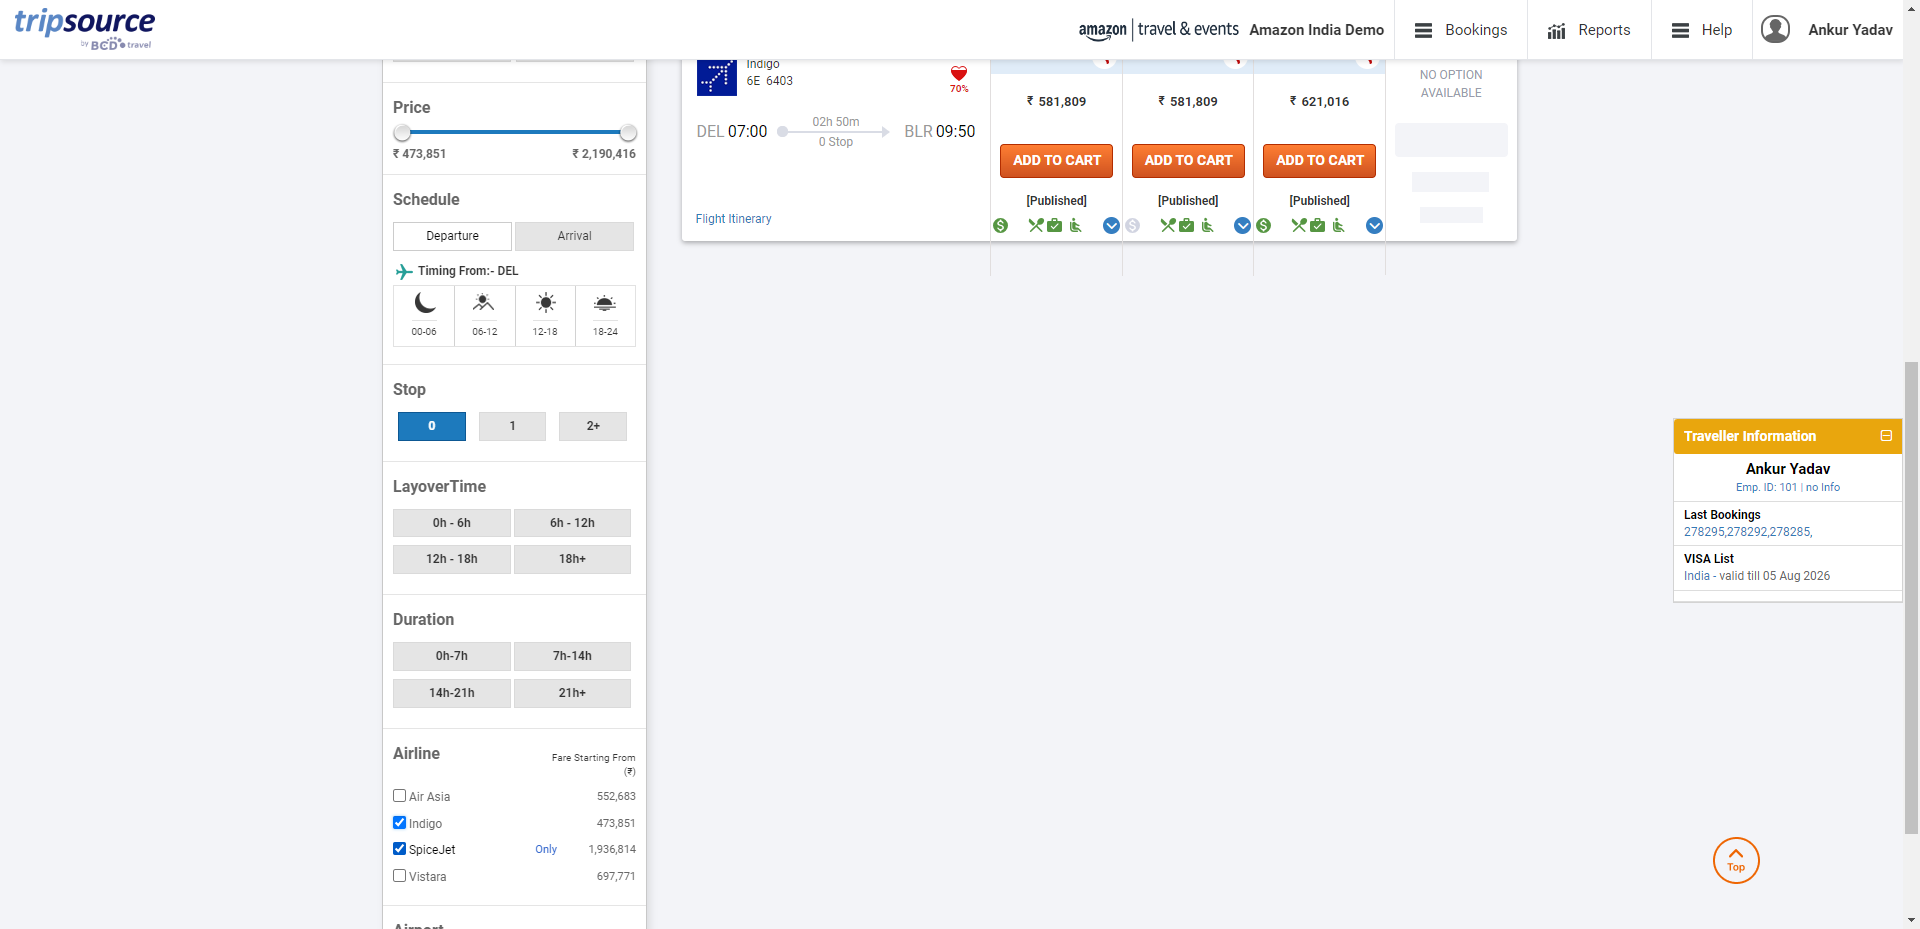 tripsource
by BCD travel
amazon travel & events
Amazon India Demo
Bookings
Reports
Help
Ankur Yadav
Price
₹ 473,851
₹ 2,190,416
Schedule
Departure
Arrival
Timing From:- DEL
00-06
06-12
12-18
18-24
Stop
0
1
2+
LayoverTime
0h - 6h
6h - 12h
12h - 18h
18h+
Duration
0h-7h
7h-14h
14h-21h
21h+
Airline
Fare Starting From
(₹)
Air Asia
552,683
Indigo
473,851
SpiceJet
Only
1,936,814
Vistara
697,771
Airport
Indigo
6E 6403
70%
DEL 07:00
02h 50m
0 Stop
BLR 09:50
Flight Itinerary
₹ 581,809
ADD TO CART
[Published]
₹ 581,809
ADD TO CART
[Published]
₹ 621,016
ADD TO CART
[Published]
NO OPTION
AVAILABLE
Traveller Information
Ankur Yadav
Emp. ID: 101 | no Info
Last Bookings
278295,278292,278285,
VISA List
India - valid till 05 Aug 2026
Top